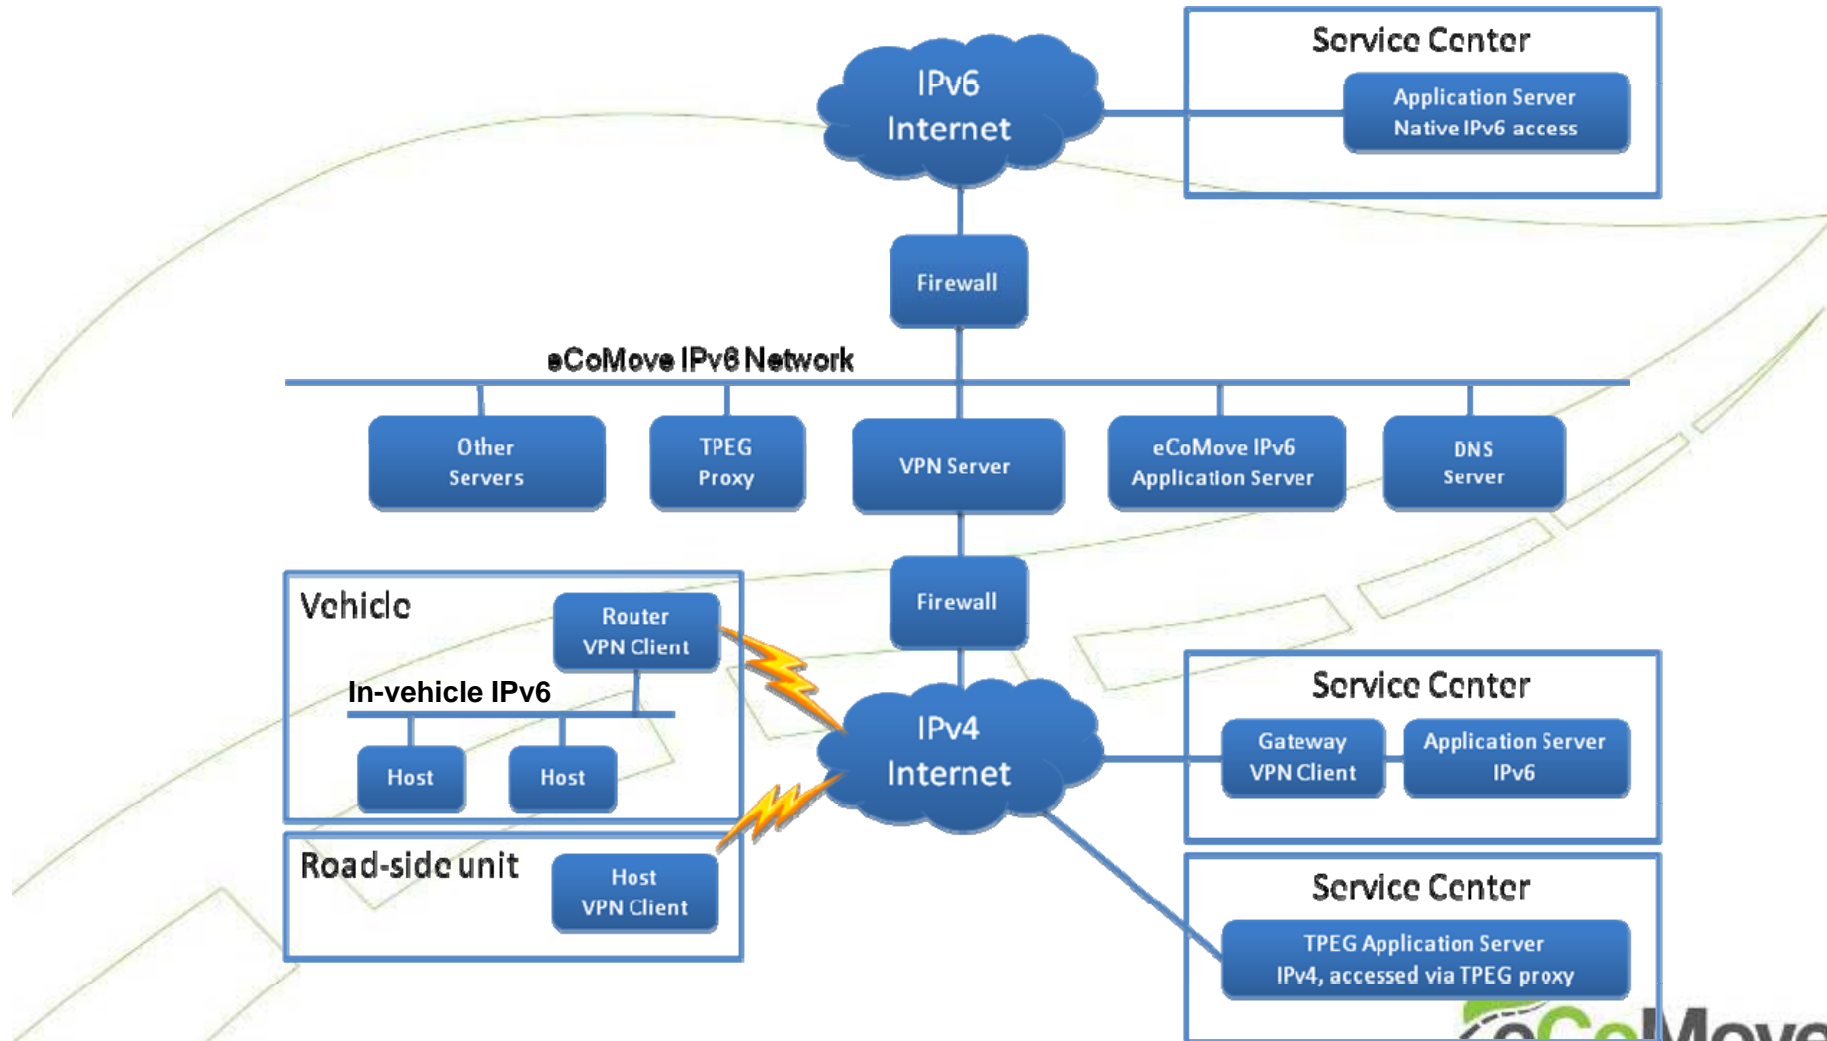 IPv6
Internet
Service Center
Application Server
Native IPv6 access
Firewall
eCoMove IPv6 Network
Other
Servers
TPEG
Proxy
VPN Server
eCoMove IPv6
Application Server
DNS
Server
Vehicle
Router
VPN Client
In-vehicle IPv6
Host
Host
Firewall
IPv4
Internet
Service Center
Gateway
VPN Client
Application Server
IPv6
Road-side unit
Host
VPN Client
Service Center
TPEG Application Server
IPv4, accessed via TPEG proxy
eCoMove